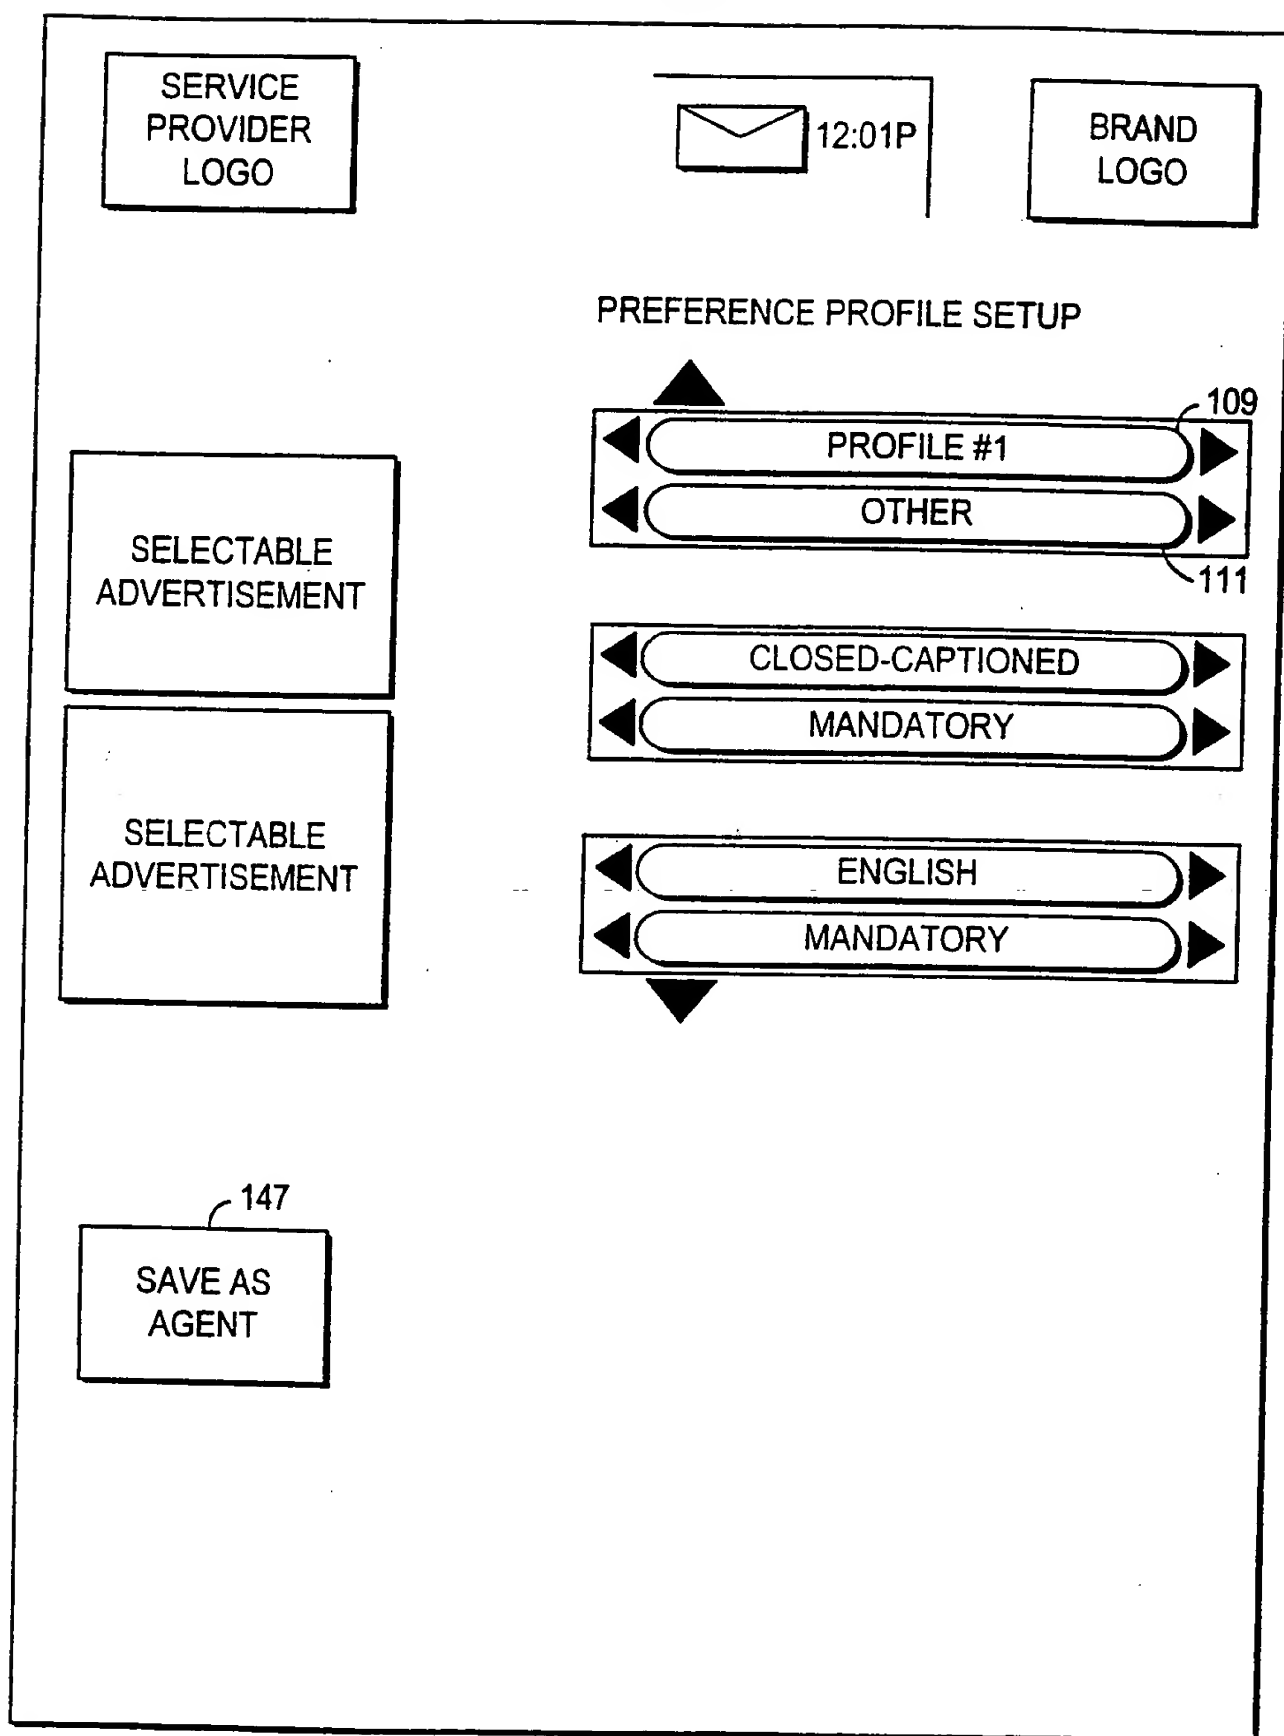 SERVICE
PROVIDER
LOGO
12:01P
BRAND
LOGO
PREFERENCE PROFILE SETUP
109
PROFILE #1
OTHER
111
SELECTABLE
ADVERTISEMENT
CLOSED-CAPTIONED
MANDATORY
SELECTABLE
ADVERTISEMENT
ENGLISH
MANDATORY
147
SAVE AS
AGENT